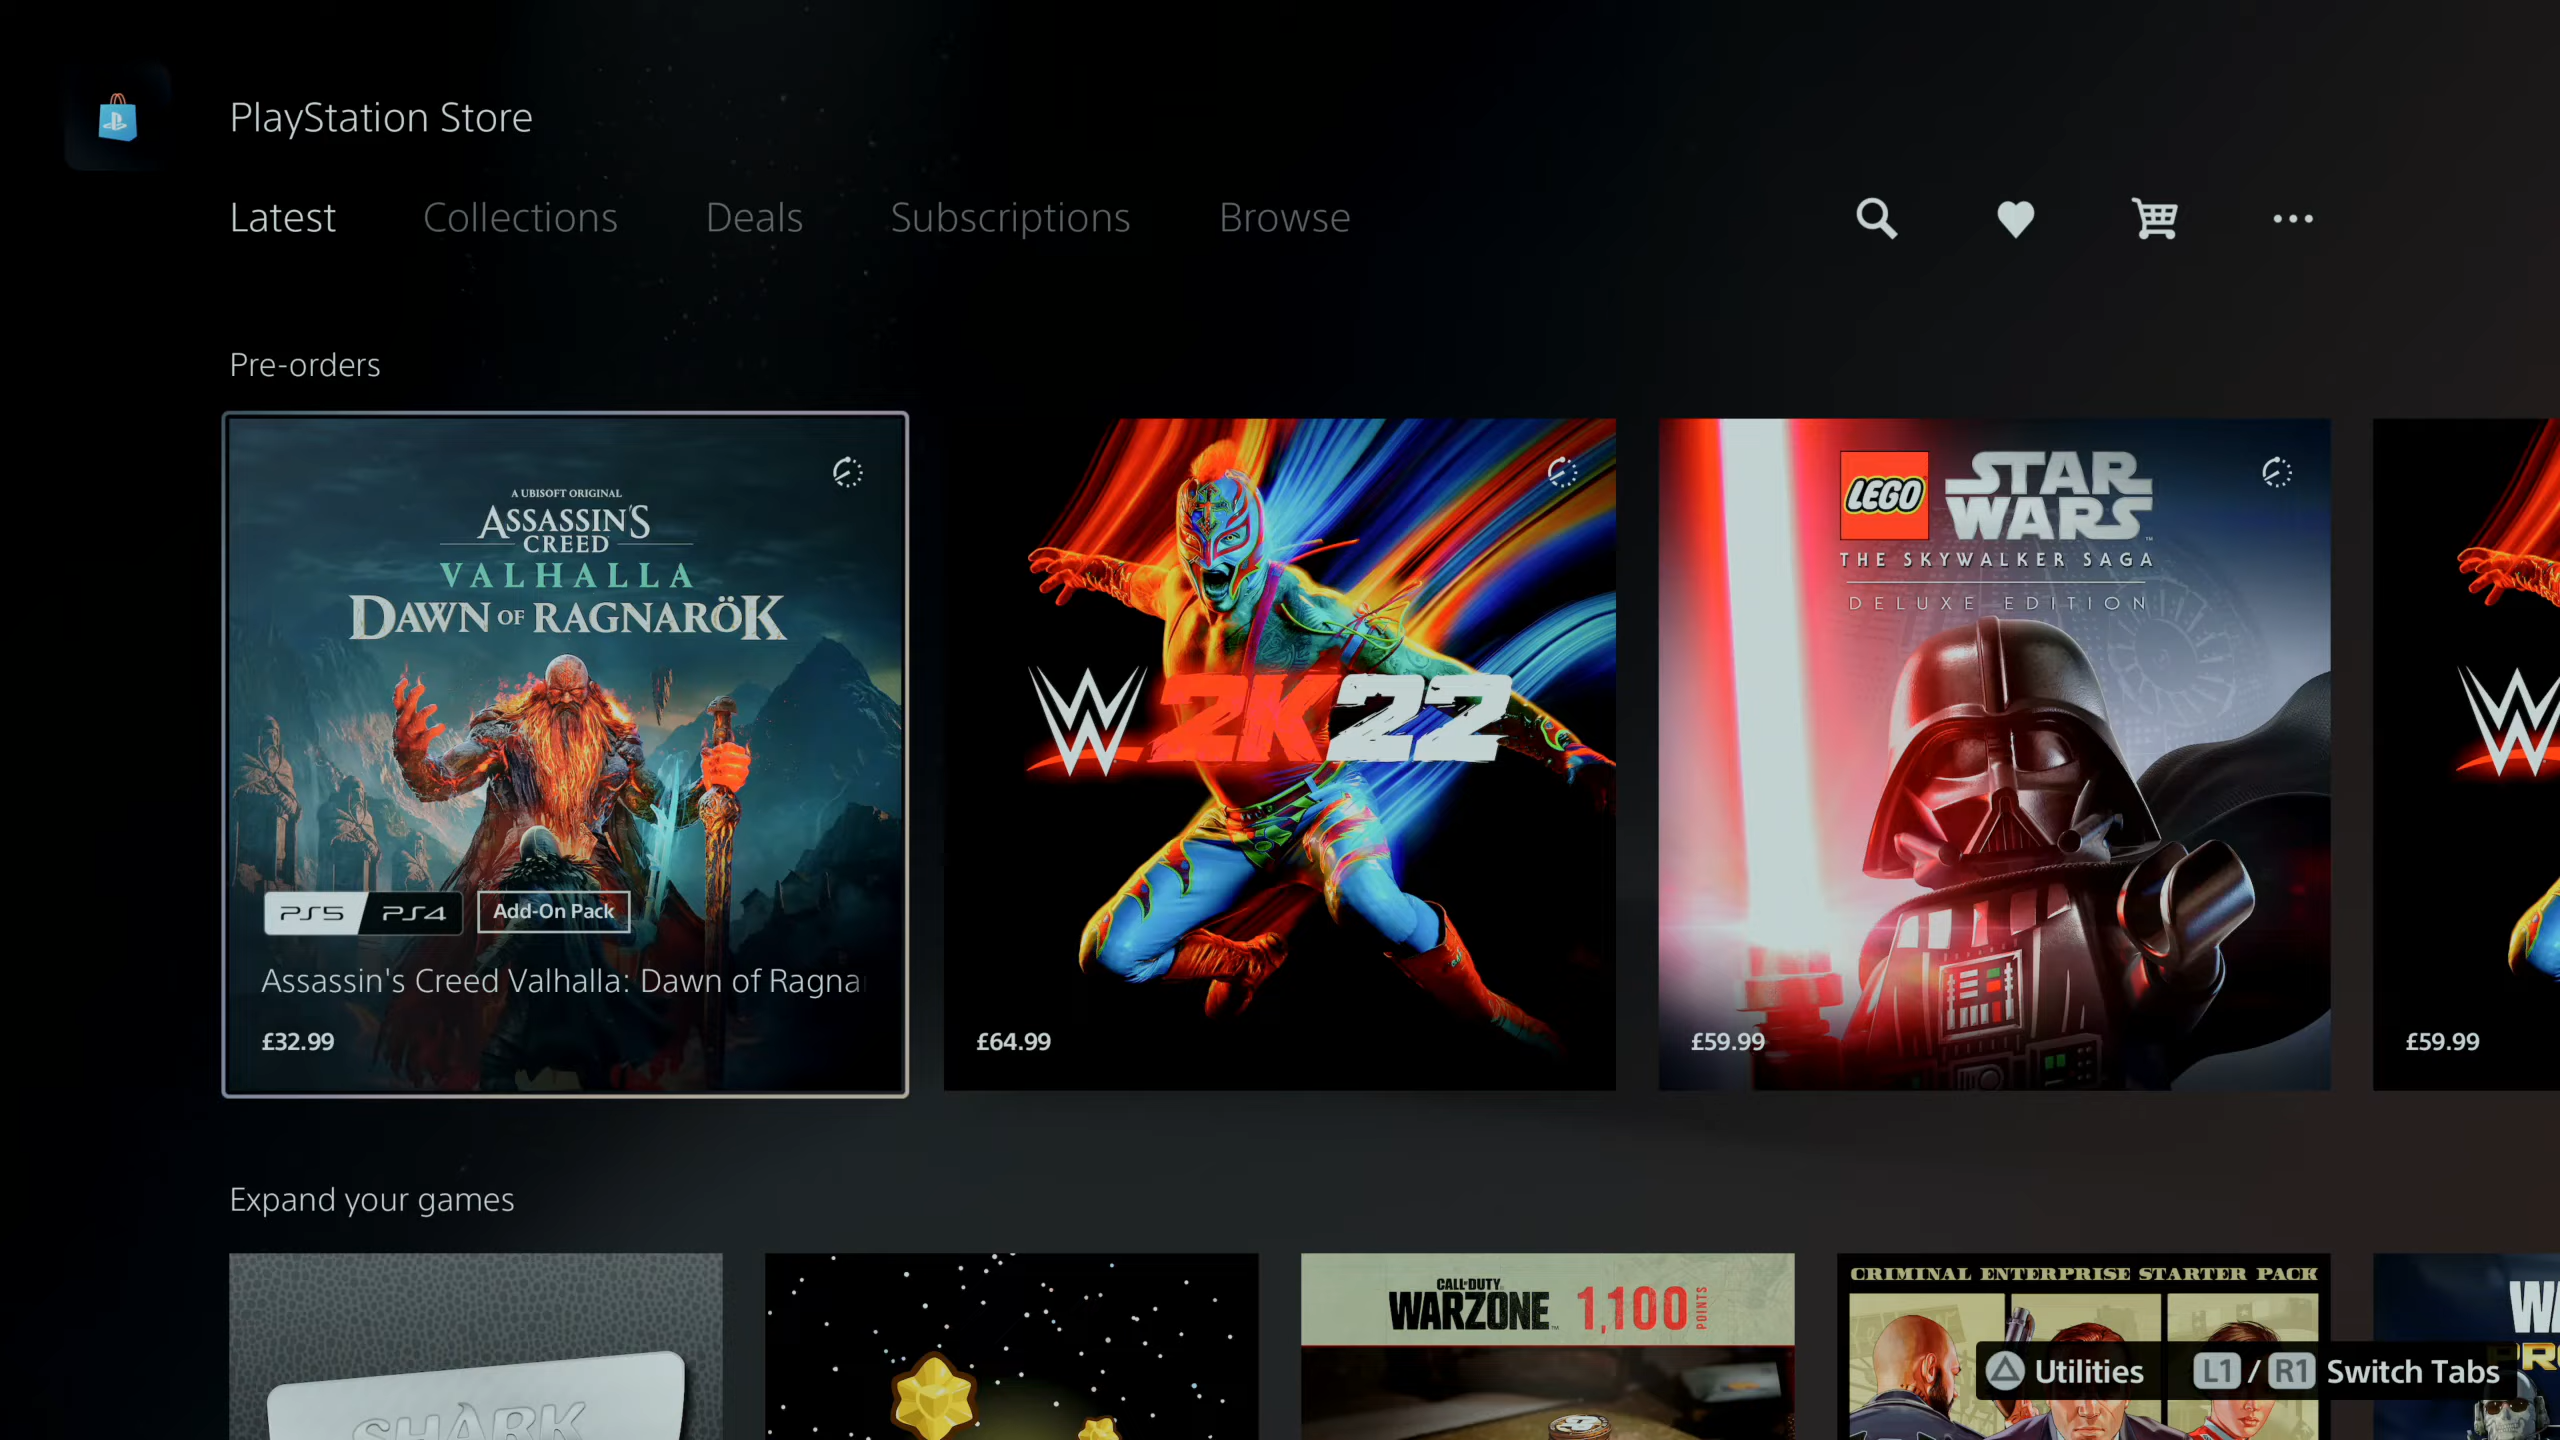 PlayStation Store
Latest
Collections
Deals
Subscriptions
Browse
Pre-orders
A UBISOFT ORIGINAL
ASSASSIN'S
CREED
VALHALLA
DAWN OF RAGNARÖK
PS5 PS4
Add-On Pack
Assassin's Creed Valhalla: Dawn of Ragna
£32.99
W 2K22
£64.99
LEGO STAR WARS
THE SKYWALKER SAGA
DELUXE EDITION
£59.99
W
£59.99
Expand your games
SHARK
CALL OF DUTY
WARZONE™ 1,100 POINTS
CRIMINAL ENTERPRISE STARTER PACK
Utilities
L1 / R1 Switch Tabs